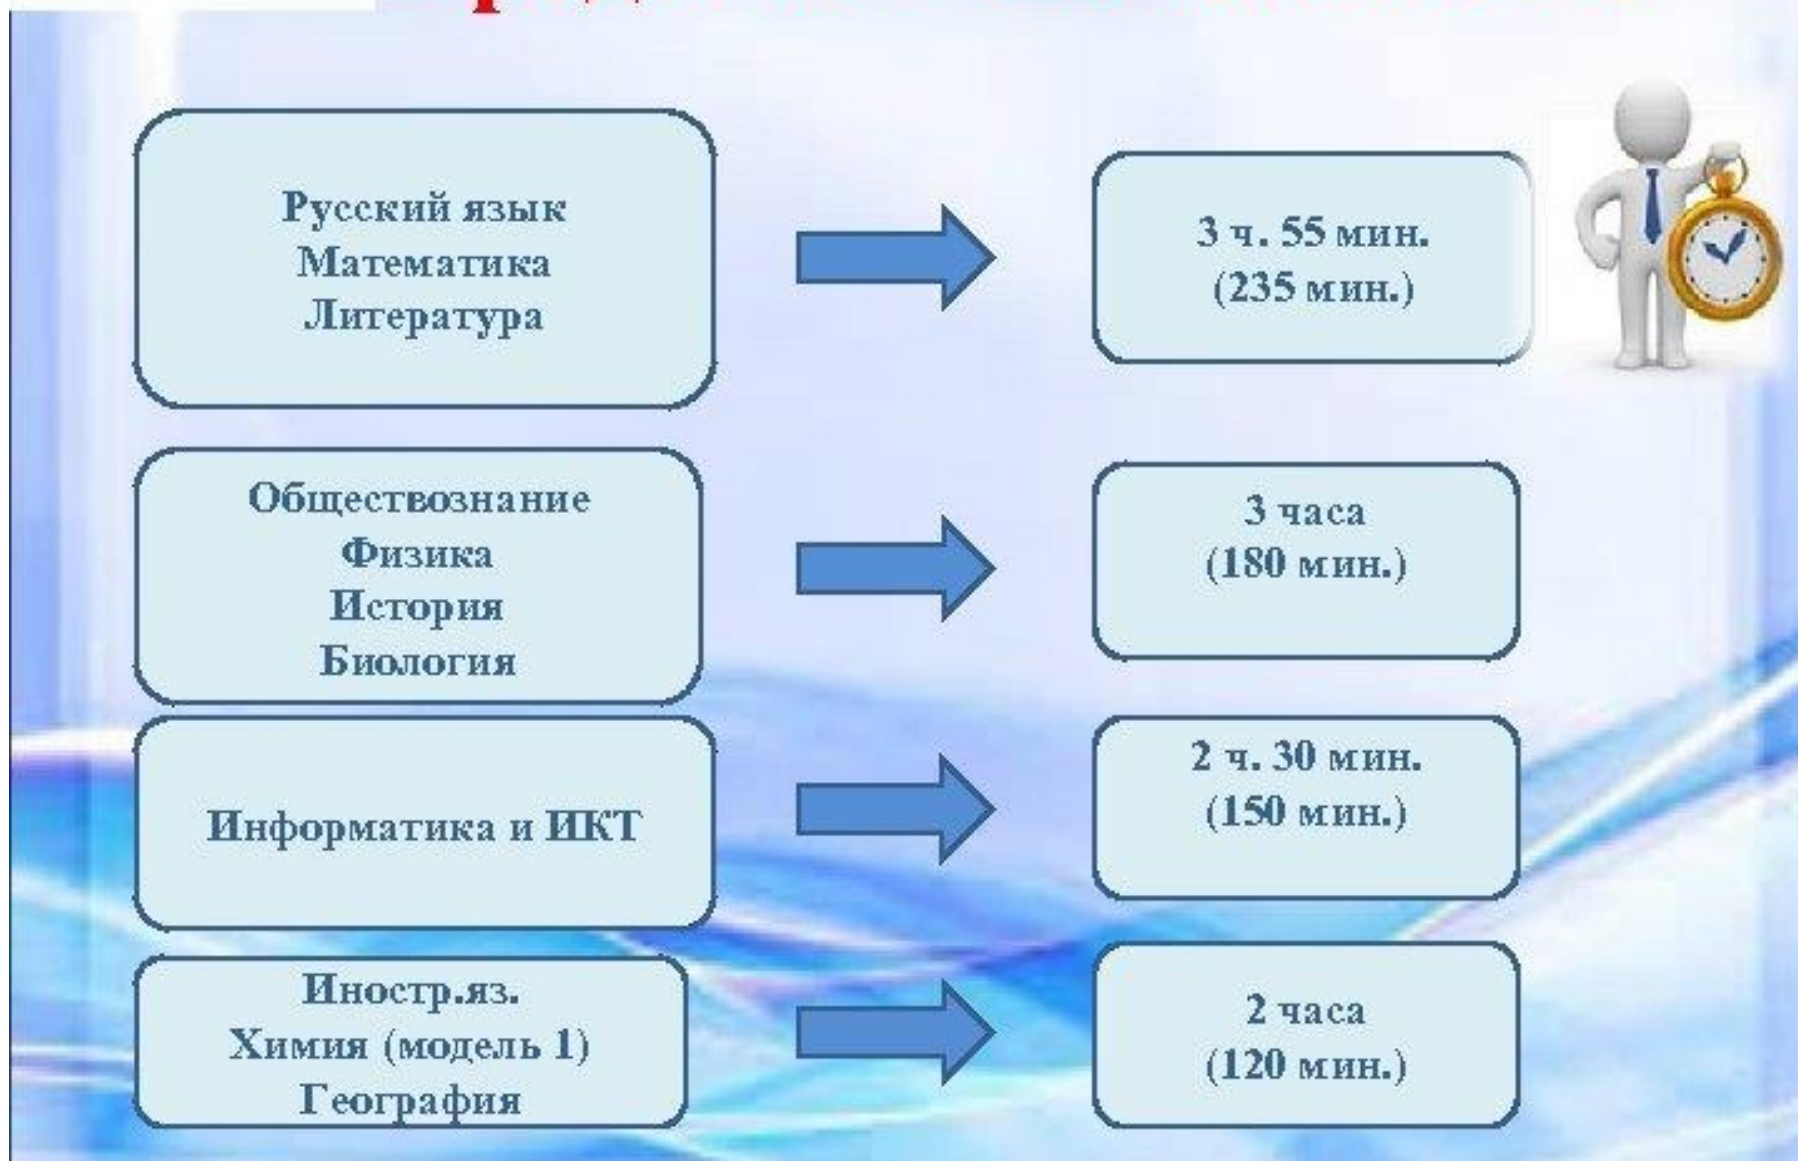 Русский язык
Математика
Литература
3 ч. 55 мин.
(235 мин.)
Обществознание
Физика
История
Биология
3 часа
(180 мин.)
Информатика и ИКТ
2 ч. 30 мин.
(150 мин.)
Иностр.яз.
Химия (модель 1)
География
2 часа
(120 мин.)